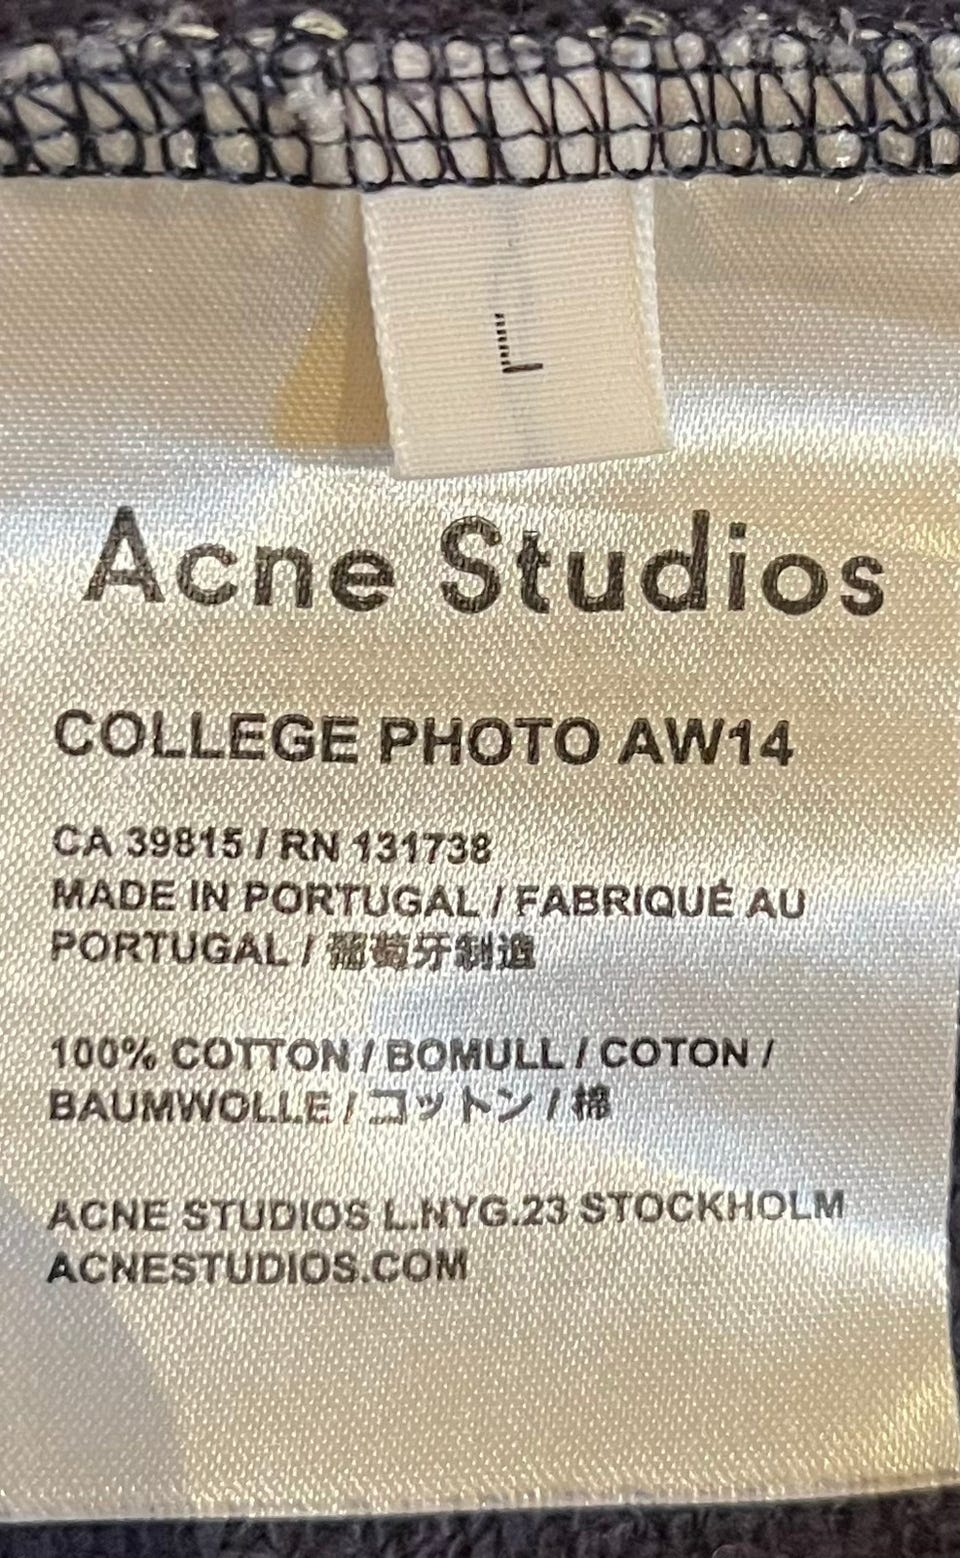 L
Acne Studios
COLLEGE PHOTO AW14
CA 39815 / RN 131738
MADE IN PORTUGAL / FABRIQUÉ AU
PORTUGAL / 葡萄牙制造
100% COTTON / BOMULL / COTON /
BAUMWOLLE / コットン / 棉
ACNE STUDIOS L.NYG.23 STOCKHOLM
ACNESTUDIOS.COM